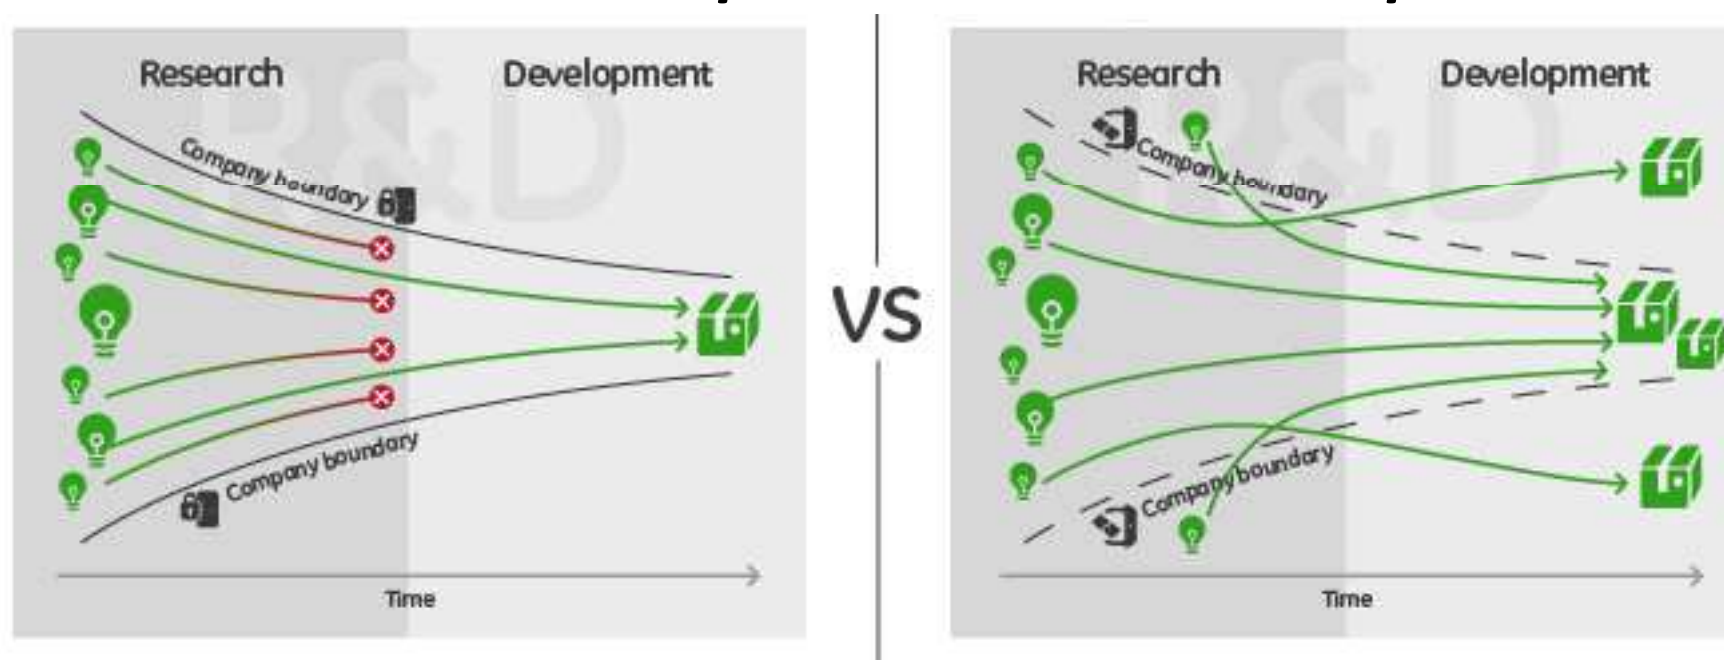 Research
Development
R&D
Company boundary
Company boundary
Time
VS
Research
Development
R&D
Company boundary
Company boundary
Time